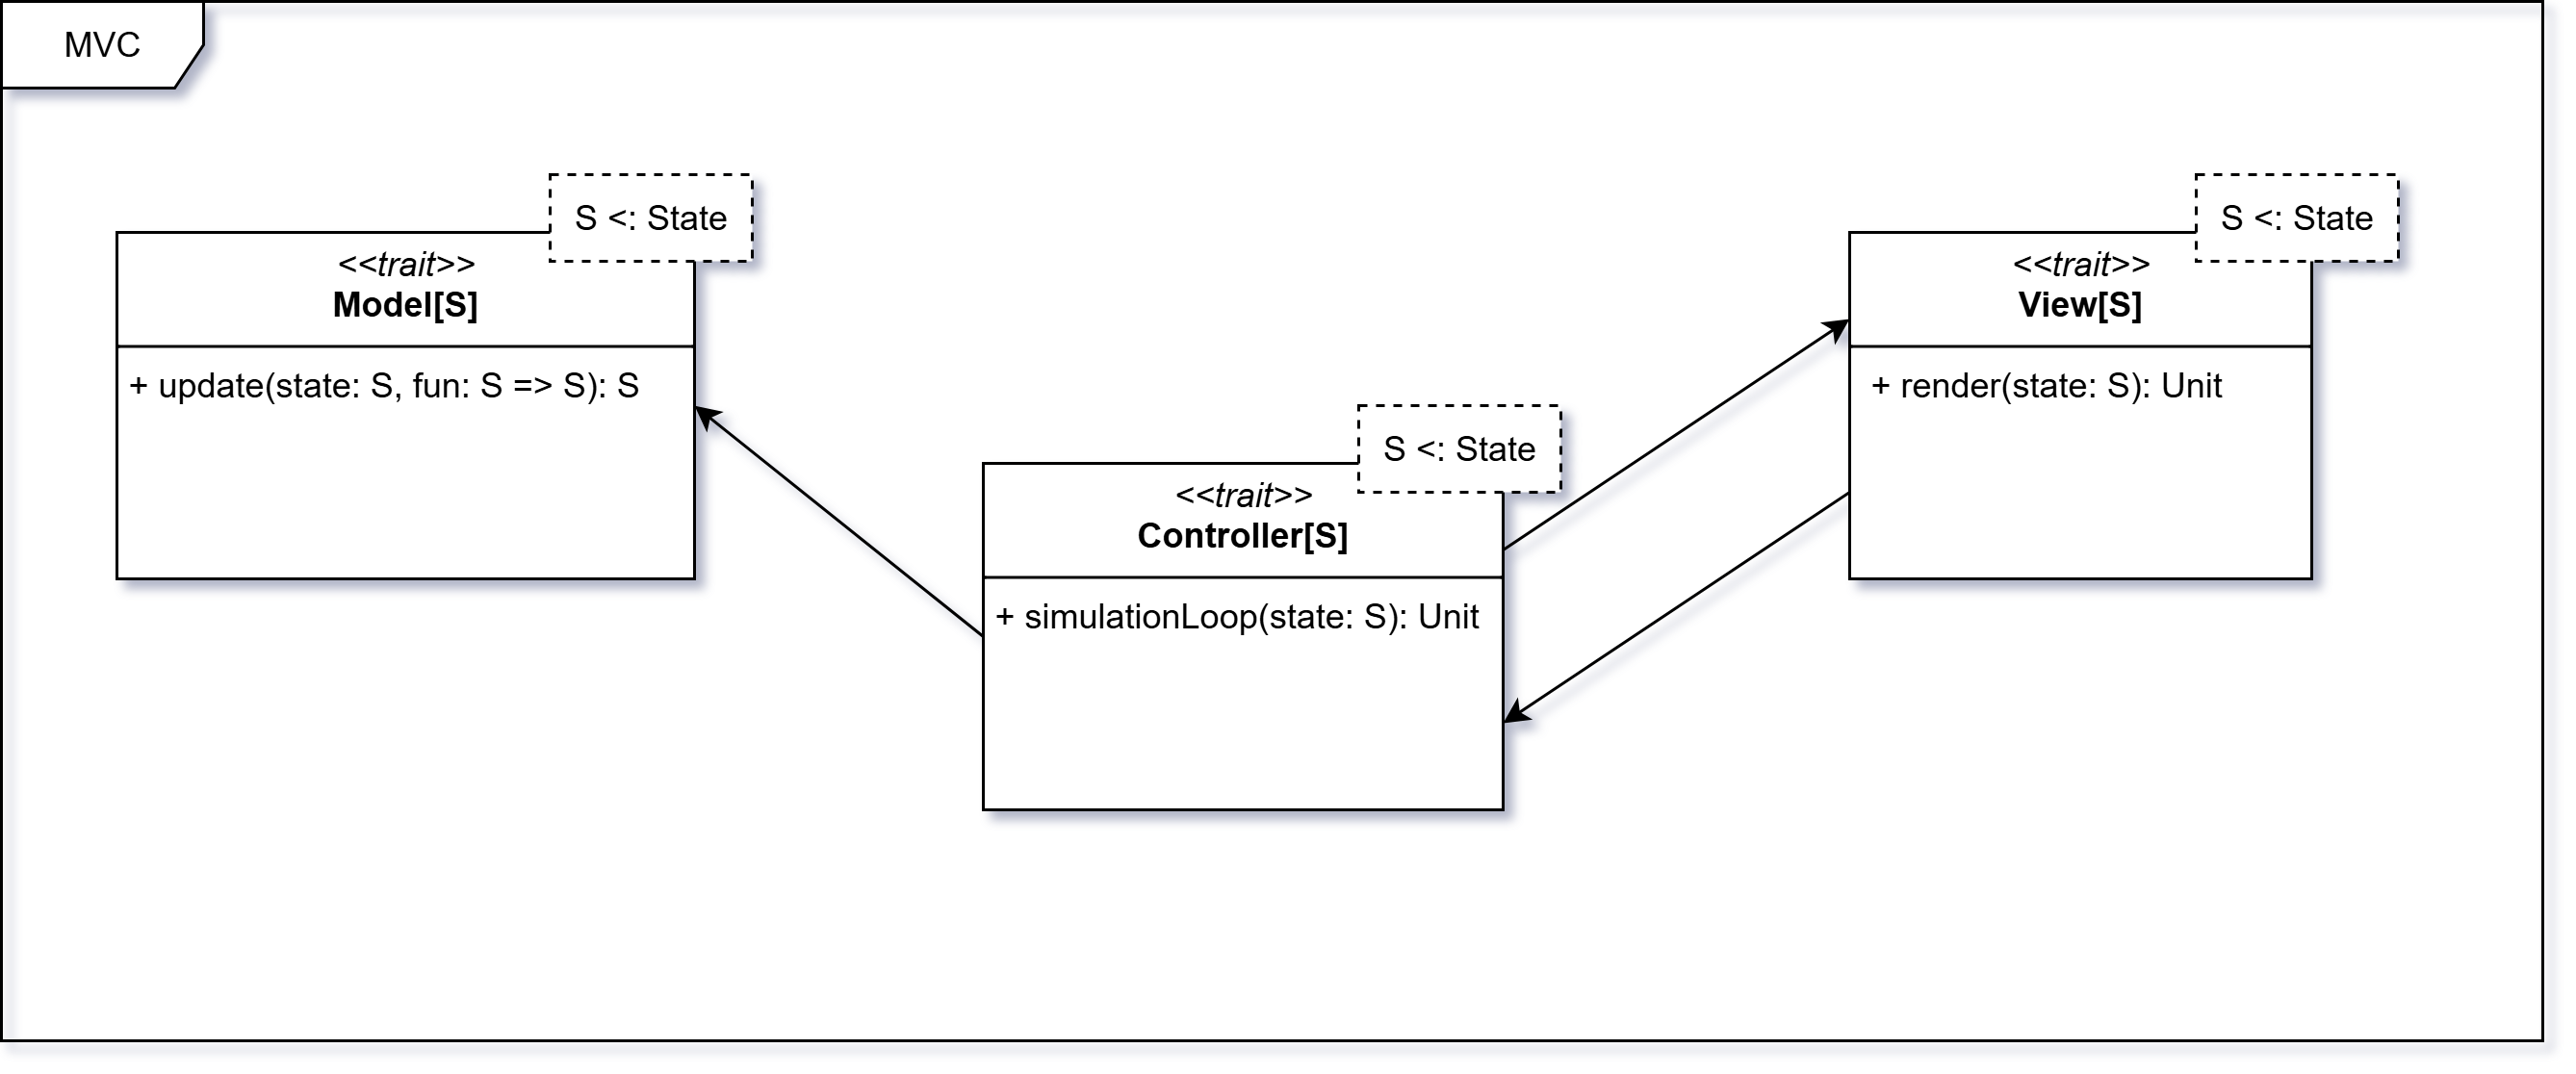 MVC
S <: State
<<trait>>
Model[S]
+ update(state: S, fun: S => S): S
S <: State
<<trait>>
Controller[S]
+ simulationLoop(state: S): Unit
S <: State
<<trait>>
View[S]
+ render(state: S): Unit